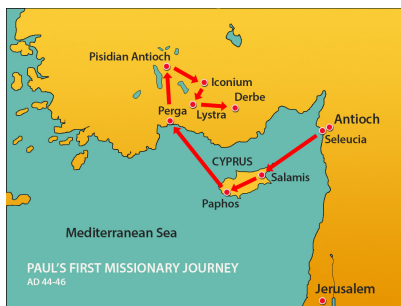 Pisidian Antioch
Iconium
Derbe
Perga
Lystra
Antioch
Seleucia
CYPRUS
Salamis
Paphos
Mediterranean Sea
PAUL'S FIRST MISSIONARY JOURNEY
AD 44-46
Jerusalem